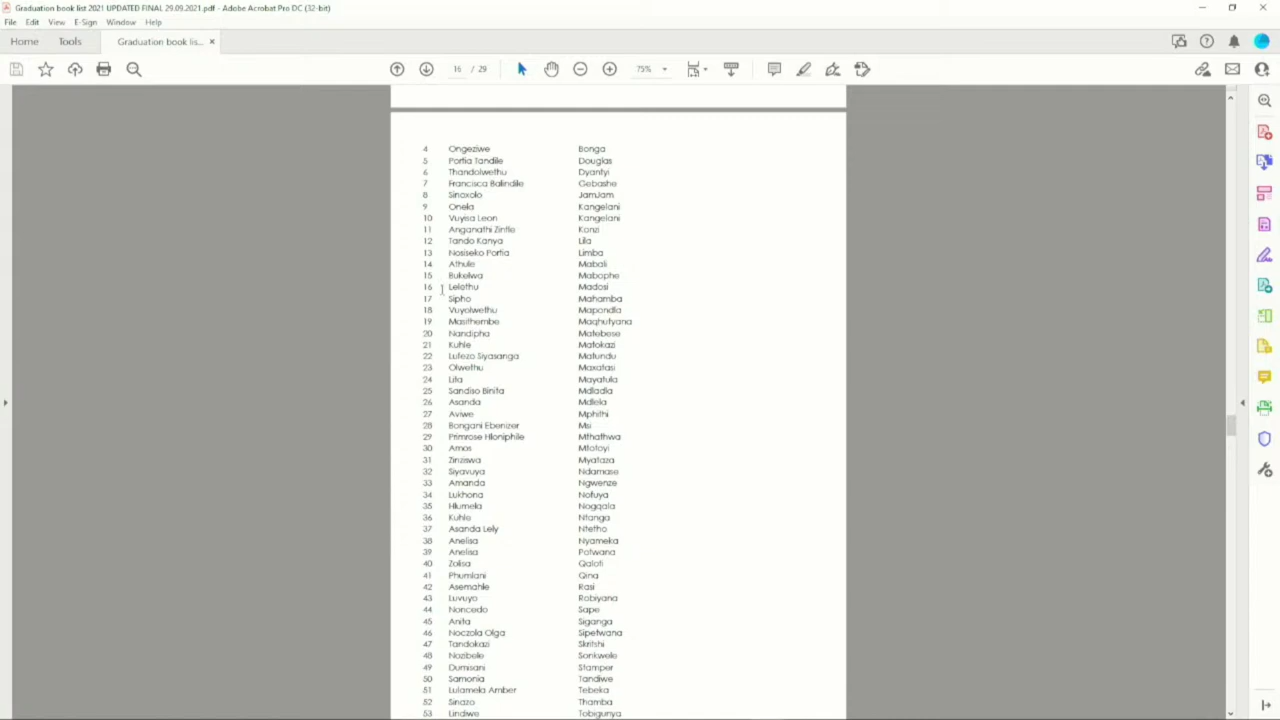 Graduation book list 2021 UPDATED FINAL 29.09.2021.pdf - Adobe Acrobat Pro DC (32-bit)
File Edit View E-Sign Window Help
Home Tools Graduation book lis... ×
16 / 29 75%
4 Ongeziwe Bonga
5 Portia Tandile Douglas
6 Thandolwethu Dyantyi
7 Francisca Balindile Gebashe
8 Sinoxolo JamJam
9 Onela Kangelani
10 Vuyisa Leon Kangelani
11 Anganathi Zintle Konzi
12 Tando Kanya Lila
13 Nosiseko Portia Limba
14 Athule Mabali
15 Bukelwa Mabophe
16 Lelethu Madosi
17 Sipho Mahamba
18 Vuyolwethu Mapondla
19 Masithembe Maqhutyana
20 Nandipha Matebese
21 Kuhle Matokazi
22 Lufezo Siyasanga Matundu
23 Olwethu Maxatasi
24 Lita Mayatula
25 Sandiso Binita Mdladla
26 Asanda Mdlela
27 Aviwe Mphithi
28 Bongani Ebenizer Msi
29 Primrose Hloniphile Mthathwa
30 Amos Mtotoyi
31 Zinziswa Myataza
32 Siyavuya Ndamase
33 Amanda Ngwenze
34 Lukhona Nofuya
35 Hlumela Nogqala
36 Kuhle Ntanga
37 Asanda Lely Ntetho
38 Anelisa Nyameka
39 Anelisa Potwana
40 Zolisa Qaloti
41 Phumlani Qina
42 Asemahle Rasi
43 Luvuyo Robiyana
44 Noncedo Sape
45 Anita Siganga
46 Noczola Olga Sipetwana
47 Tandokazi Skritshi
48 Nozibele Sonkwele
49 Dumisani Stamper
50 Samonia Tandiwe
51 Lulamela Amber Tebeka
52 Sinazo Thamba
53 Lindiwe Tobigunya